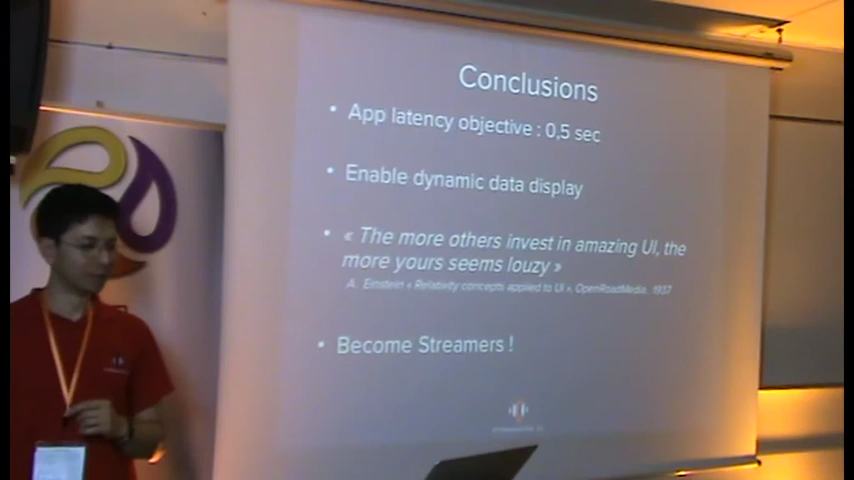 Conclusions
• App latency objective : 0,5 sec
• Enable dynamic data display
• « The more others invest in amazing UI, the
more yours seems louzy »
A. Einstein « Relativity concepts applied to UI », OpenRoadMedia, 1937
• Become Streamers !